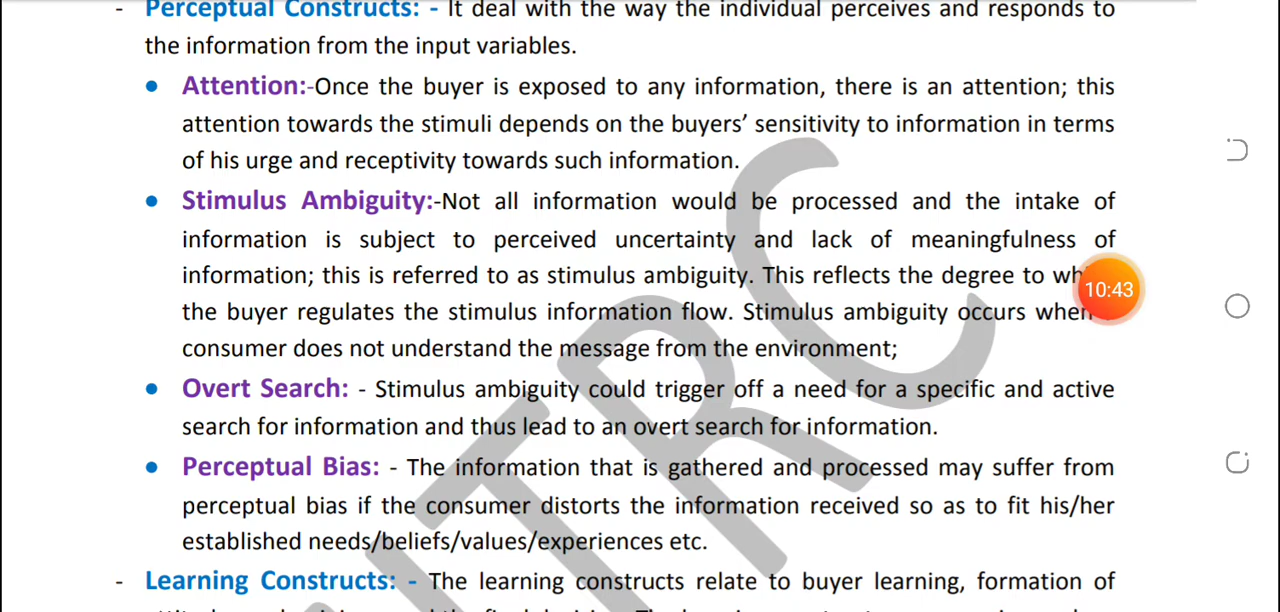 - Perceptual Constructs: - It deal with the way the individual perceives and responds to
the information from the input variables.
• Attention:-Once the buyer is exposed to any information, there is an attention; this
attention towards the stimuli depends on the buyers’ sensitivity to information in terms
of his urge and receptivity towards such information.
• Stimulus Ambiguity:-Not all information would be processed and the intake of
information is subject to perceived uncertainty and lack of meaningfulness of
information; this is referred to as stimulus ambiguity. This reflects the degree to
10:43
the buyer regulates the stimulus information flow. Stimulus ambiguity occurs when
consumer does not understand the message from the environment;
• Overt Search: - Stimulus ambiguity could trigger off a need for a specific and active
search for information and thus lead to an overt search for information.
• Perceptual Bias: - The information that is gathered and processed may suffer from
perceptual bias if the consumer distorts the information received so as to fit his/her
established needs/beliefs/values/experiences etc.
- Learning Constructs: - The learning constructs relate to buyer learning, formation of